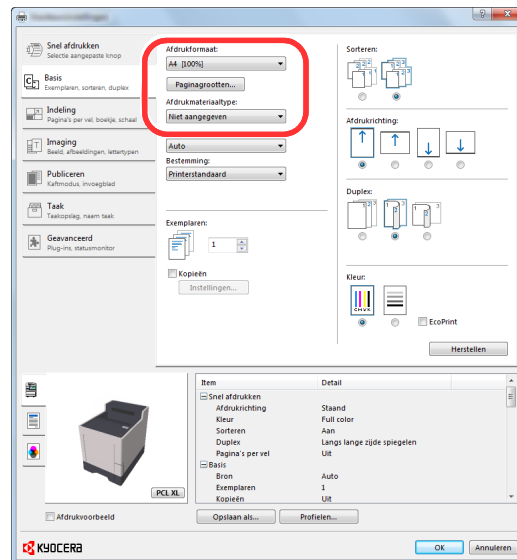 Snel afdrukken
Selectie aangepaste knop
Basis
Exemplaren, sorteren, duplex
Indeling
Pagina's per vel, boekje, schaal
Imaging
Beeld, afbeeldingen, lettertypen
Publiceren
Kaftmodus, invoegblad
Taak
Taakopslag, naam taak
Geavanceerd
Plug-ins, statusmonitor
Afdrukformaat:
A4 [100%]
Paginagrootten...
Afdrukmateriaaltype:
Niet aangegeven
Auto
Bestemming:
Printerstandaard
Exemplaren:
1
Kopieën
Instellingen...
Sorteren:
Afdrukrichting:
Duplex:
Kleur:
CMYK
EcoPrint
Herstellen
PCL XL
Afdrukvoorbeeld
Item Detail
Snel afdrukken
Afdrukrichting Staand
Kleur Full color
Sorteren Aan
Duplex Langs lange zijde spiegelen
Pagina's per vel Uit
Basis
Bron Auto
Exemplaren 1
Kopieën Uit
Opslaan als... Profielen...
KYOCERA
OK Annuleren